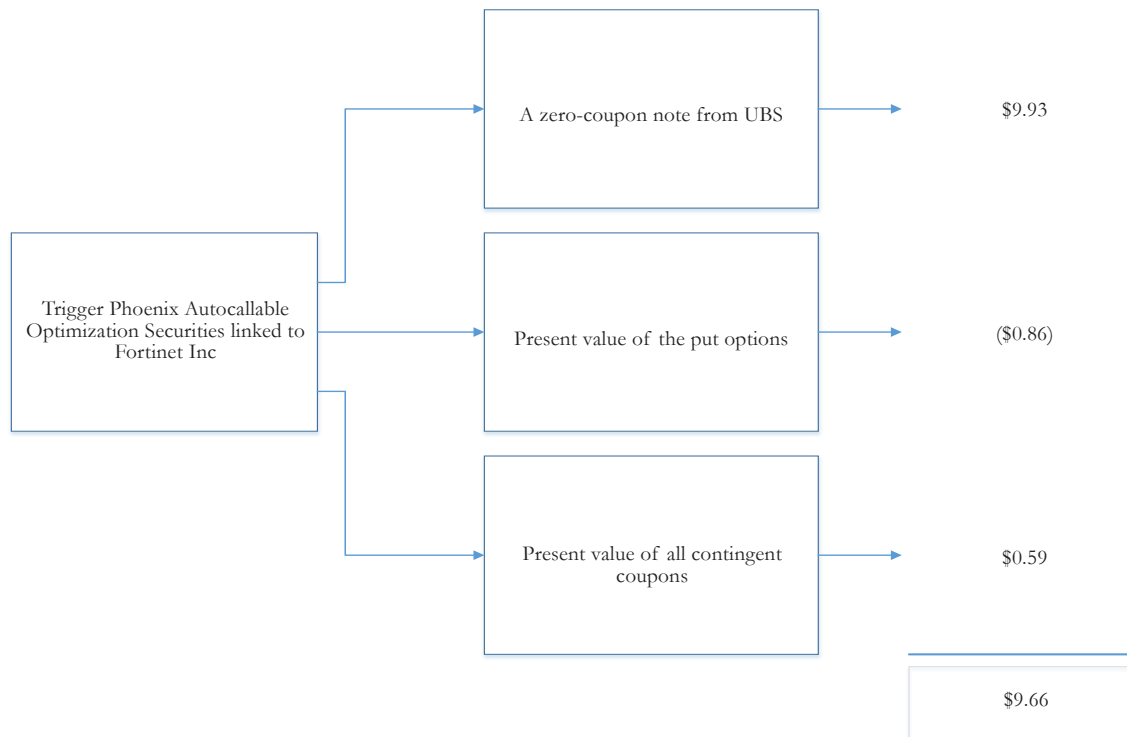 A zero-coupon note from UBS
$9.93
Trigger Phoenix Autocallable
Optimization Securities linked to
Fortinet Inc
Present value of the put options
($0.86)
Present value of all contingent
coupons
$0.59
$9.66